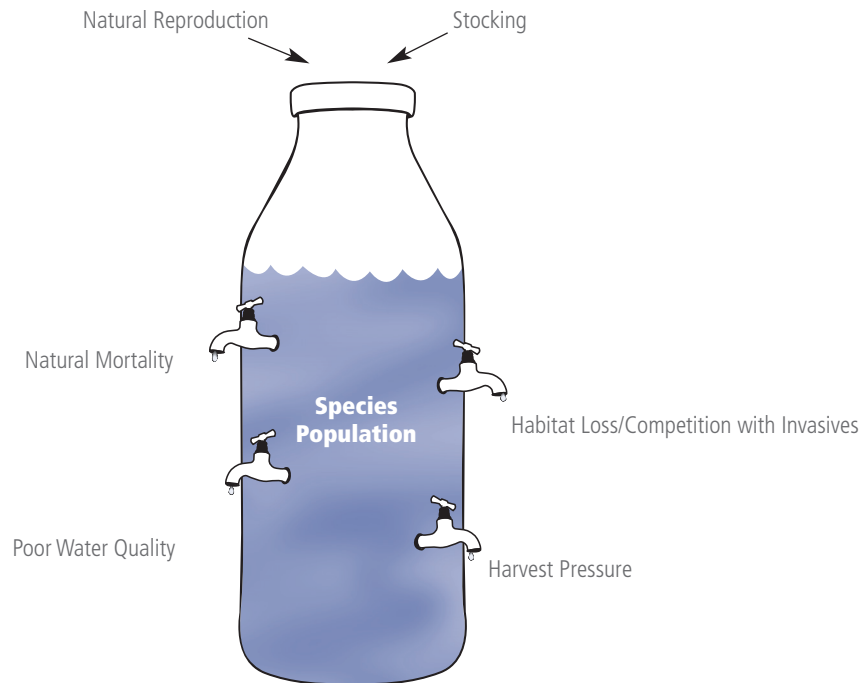 Natural Reproduction
Stocking
Natural Mortality
Species
Population
Habitat Loss/Competition with Invasives
Poor Water Quality
Harvest Pressure